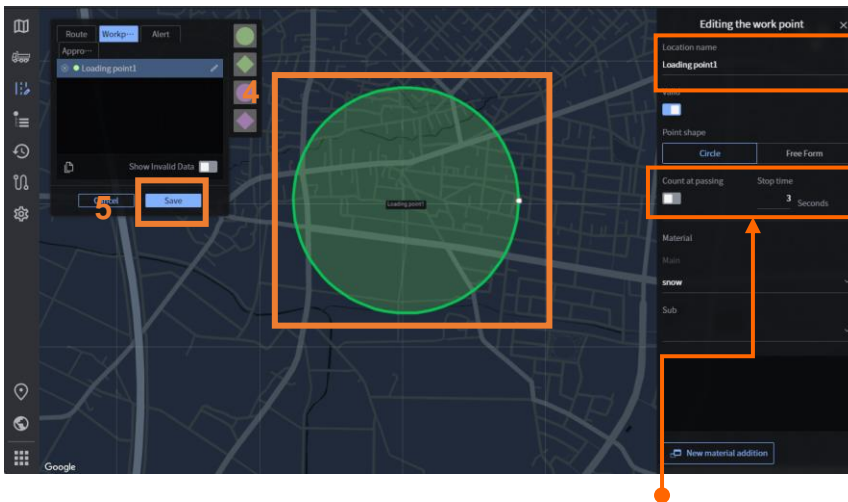 Route Workp··· Alert
Appro···
Loading point1
4
Show Invalid Data
5
Save
Loading point1
Google
Editing the work point
Location name
Loading point1
Valid
Point shape
Circle Free Form
Count at passing Stop time
3 Seconds
Material
Main
snow
Sub
New material addition